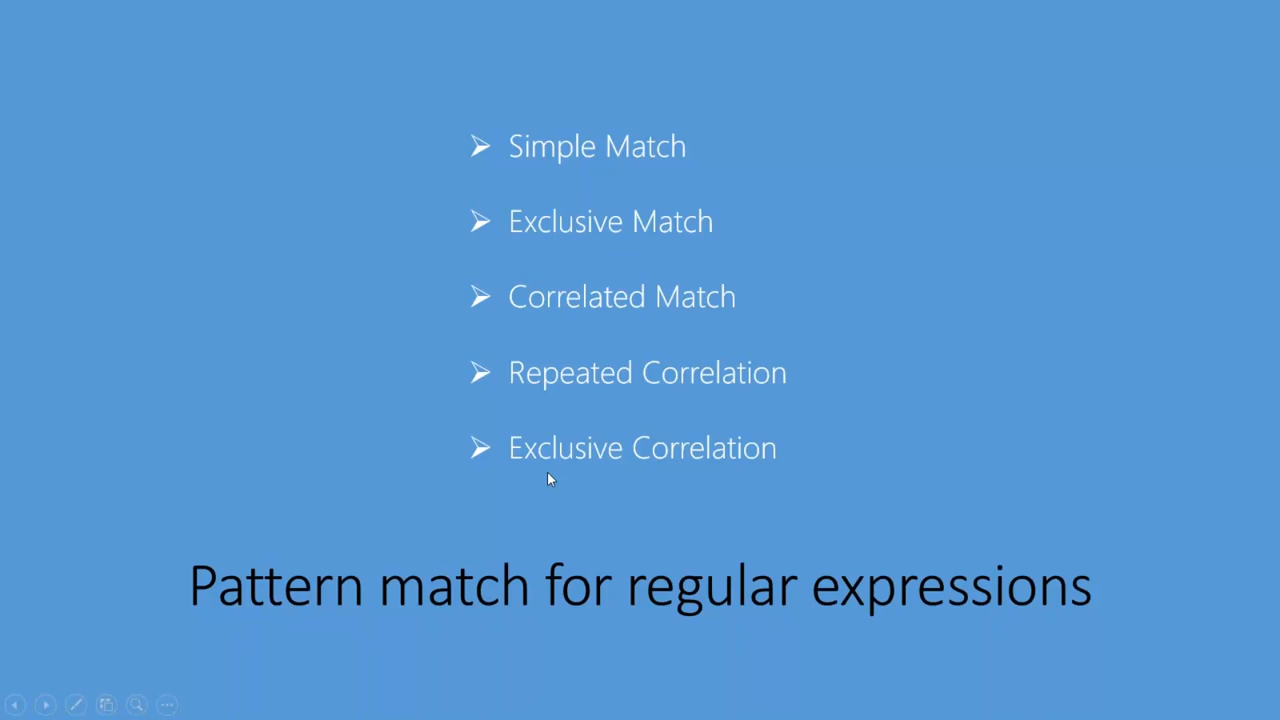 Simple Match
Exclusive Match
Correlated Match
Repeated Correlation
Exclusive Correlation
Pattern match for regular expressions